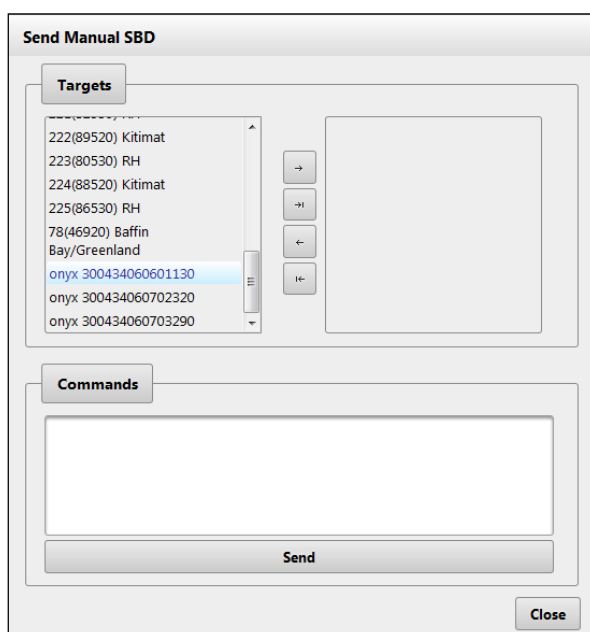 Send Manual SBD
Targets
222(89520) Kitimat
223(80530) RH
224(88520) Kitimat
225(86530) RH
78(46920) Baffin
Bay/Greenland
onyx 300434060601130
onyx 300434060702320
onyx 300434060703290
Commands
Send
Close